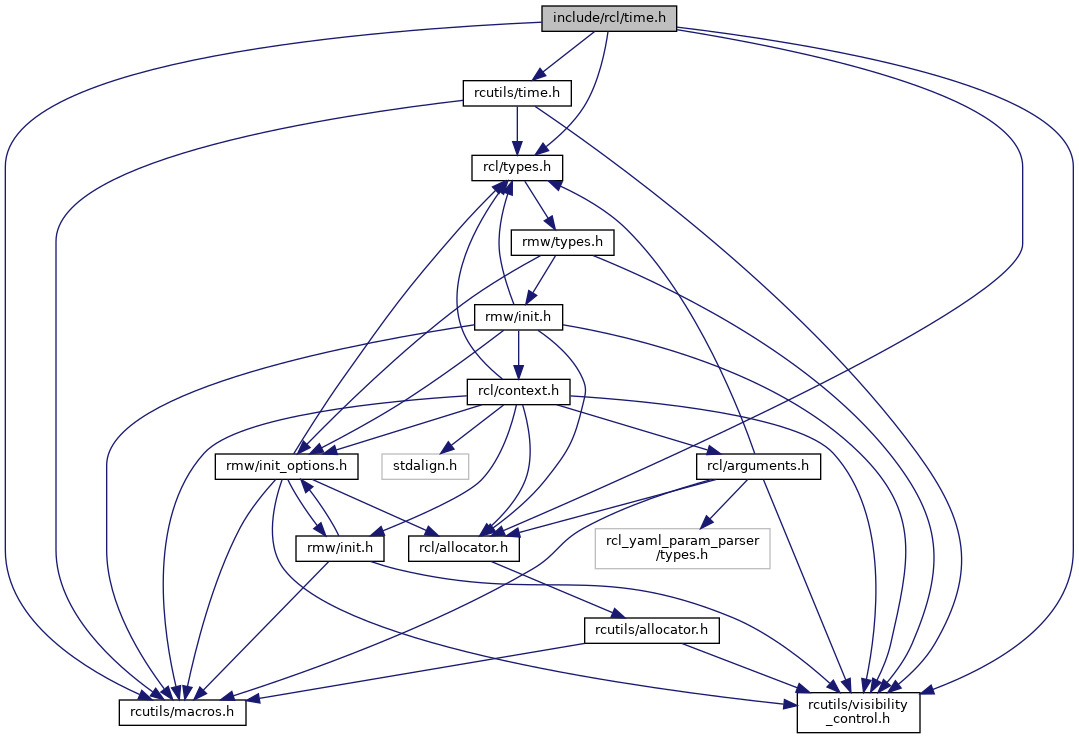 include/rcl/time.h
rcutils/time.h
rcl/types.h
rmw/types.h
rmw/init.h
rcl/context.h
rmw/init_options.h
stdalign.h
rcl/arguments.h
rmw/init.h
rcl/allocator.h
rcl_yaml_param_parser
/types.h
rcutils/allocator.h
rcutils/macros.h
rcutils/visibility
_control.h